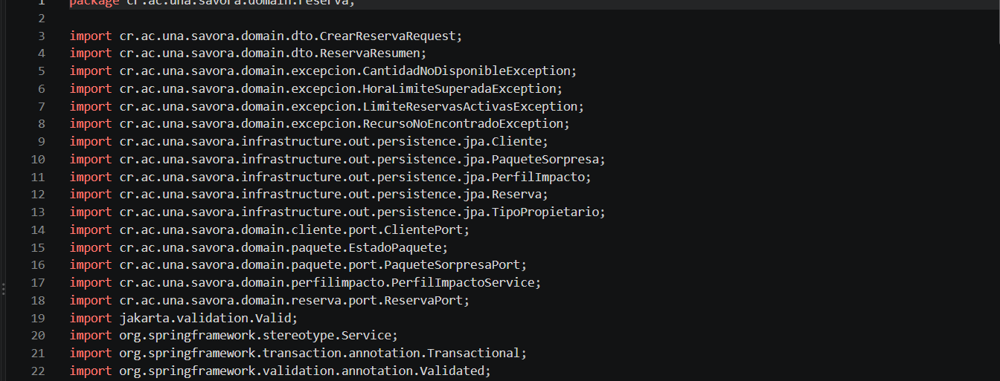 1 package cr.ac.una.savora.domain.reserva;
2
3 import cr.ac.una.savora.domain.dto.CrearReservaRequest;
4 import cr.ac.una.savora.domain.dto.ReservaResumen;
5 import cr.ac.una.savora.domain.excepcion.CantidadNoDisponibleException;
6 import cr.ac.una.savora.domain.excepcion.HoraLimiteSuperadaException;
7 import cr.ac.una.savora.domain.excepcion.LimiteReservasActivasException;
8 import cr.ac.una.savora.domain.excepcion.RecursoNoEncontradoException;
9 import cr.ac.una.savora.infrastructure.out.persistence.jpa.Cliente;
10 import cr.ac.una.savora.infrastructure.out.persistence.jpa.PaqueteSorpresa;
11 import cr.ac.una.savora.infrastructure.out.persistence.jpa.PerfilImpacto;
12 import cr.ac.una.savora.infrastructure.out.persistence.jpa.Reserva;
13 import cr.ac.una.savora.infrastructure.out.persistence.jpa.TipoPropietario;
14 import cr.ac.una.savora.domain.cliente.port.ClientePort;
15 import cr.ac.una.savora.domain.paquete.EstadoPaquete;
16 import cr.ac.una.savora.domain.paquete.port.PaqueteSorpresaPort;
17 import cr.ac.una.savora.domain.perfilimpacto.PerfilImpactoService;
18 import cr.ac.una.savora.domain.reserva.port.ReservaPort;
19 import jakarta.validation.Valid;
20 import org.springframework.stereotype.Service;
21 import org.springframework.transaction.annotation.Transactional;
22 import org.springframework.validation.annotation.Validated;